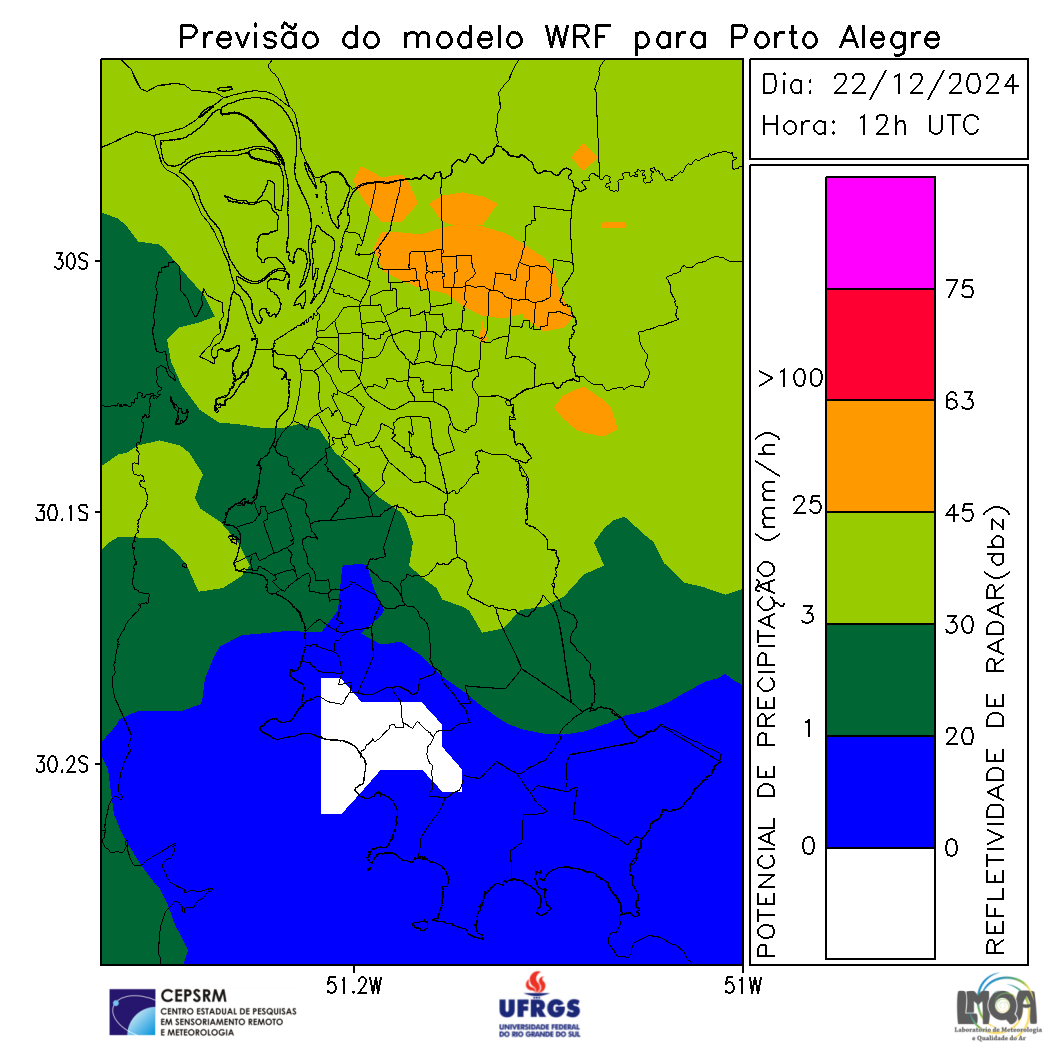 Previsão do modelo WRF para Porto Alegre
Dia: 22/12/2024
Hora: 12h UTC
30S
30.1S
30.2S
51.2W
51W
POTENCIAL DE PRECIPITAÇÃO (mm/h)
>100
25
3
1
0
75
63
45
30
20
0
REFLETIVIDADE DE RADAR(dbz)
CEPSRM
CENTRO ESTADUAL DE PESQUISAS
EM SENSORIAMENTO REMOTO
E METEOROLOGIA
UFRGS
UNIVERSIDADE FEDERAL
DO RIO GRANDE DO SUL
LMQA
Laboratório de Meteorologia
e Qualidade do Ar